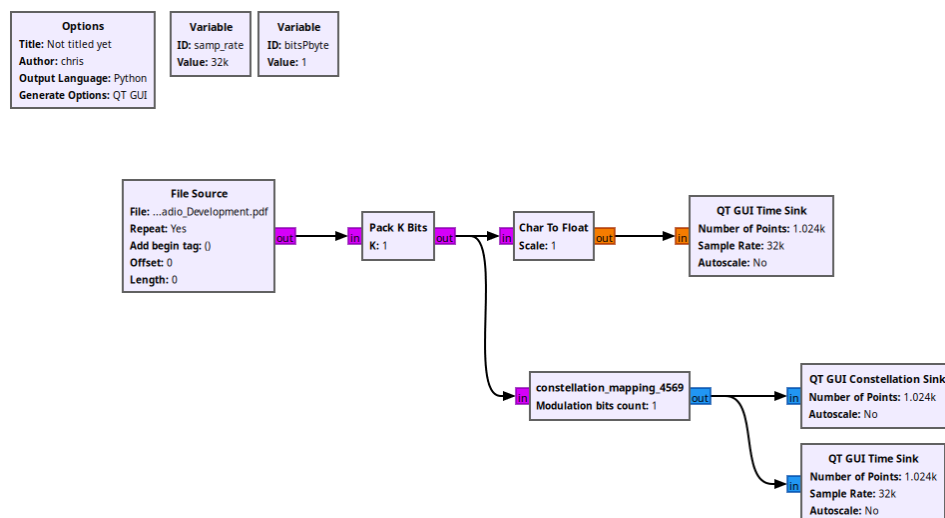 Options
Title: Not titled yet
Author: chris
Output Language: Python
Generate Options: QT GUI
Variable
ID: samp_rate
Value: 32k
Variable
ID: bitsPbyte
Value: 1
File Source
File: ...adio_Development.pdf
Repeat: Yes
Add begin tag: ()
Offset: 0
Length: 0
out
in
Pack K Bits
K: 1
out
in
Char To Float
Scale: 1
out
in
QT GUI Time Sink
Number of Points: 1.024k
Sample Rate: 32k
Autoscale: No
in
constellation_mapping_4569
Modulation bits count: 1
out
in
QT GUI Constellation Sink
Number of Points: 1.024k
Autoscale: No
in
QT GUI Time Sink
Number of Points: 1.024k
Sample Rate: 32k
Autoscale: No